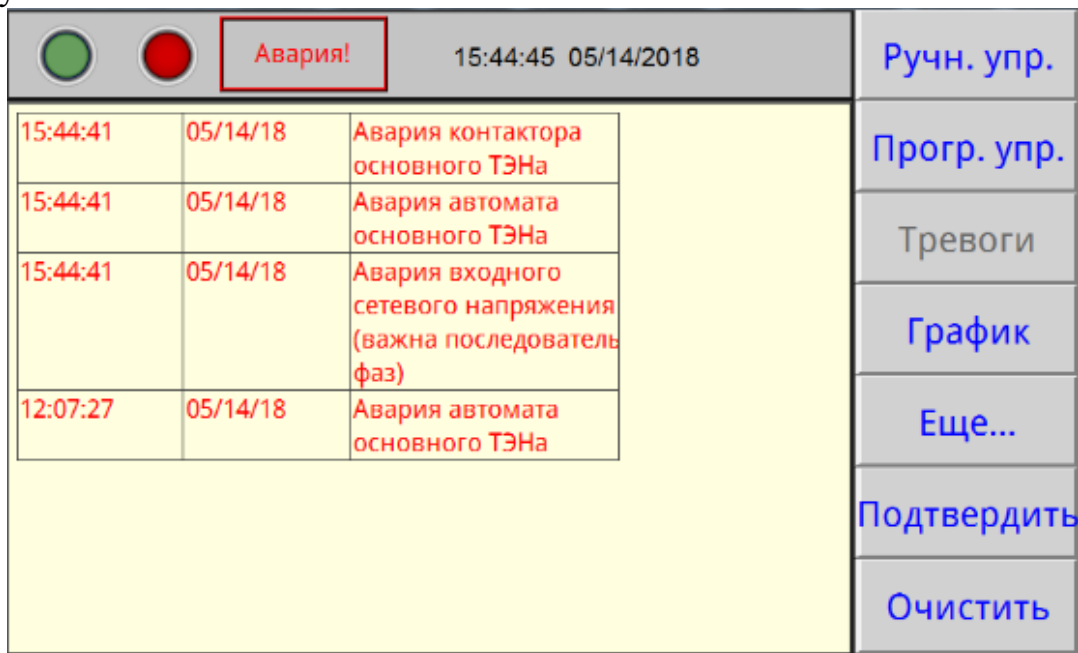 Авария!
15:44:45 05/14/2018
15:44:41 05/14/18 Авария контактора
основного ТЭНа
15:44:41 05/14/18 Авария автомата
основного ТЭНа
15:44:41 05/14/18 Авария входного
сетевого напряжения
(важна последователь
фаз)
12:07:27 05/14/18 Авария автомата
основного ТЭНа
Ручн. упр.
Прогр. упр.
Тревоги
График
Еще...
Подтвердить
Очистить